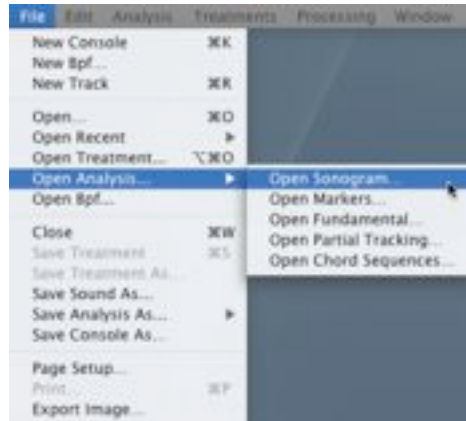 File Edit Analysis Treatments Processing Window
New Console ⌘K
New Bpf...
New Track ⌘R
Open... ⌘O
Open Recent ▶
Open Treatment... ⌥⌘O
Open Analysis... ▶
Open Sonogram...
Open Markers...
Open Fundamental...
Open Partial Tracking...
Open Chord Sequences...
Open Bpf...
Close ⌘W
Save Treatment ⌘S
Save Treatment As...
Save Sound As...
Save Analysis As... ▶
Save Console As...
Page Setup...
Print... ⌘P
Export Image...